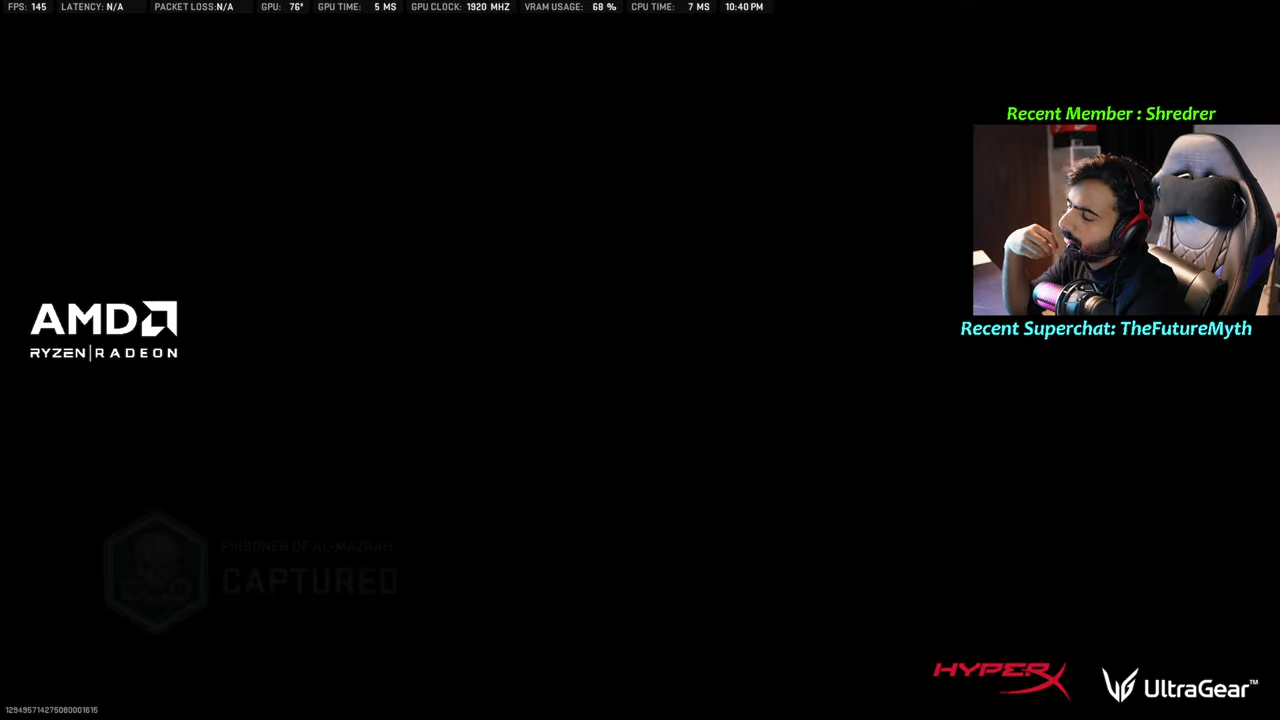 FPS: 145 LATENCY: N/A PACKET LOSS:N/A GPU: 76° GPU TIME: 5 MS GPU CLOCK: 1920 MHZ VRAM USAGE: 68 % CPU TIME: 7 MS 10:40 PM
Recent Member : Shredrer
AMD
RYZEN|RADEON
Recent Superchat: TheFutureMyth
PRISONER OF AL-MAZRAH
CAPTURED
HYPERX
UltraGear™
129495714275080001615